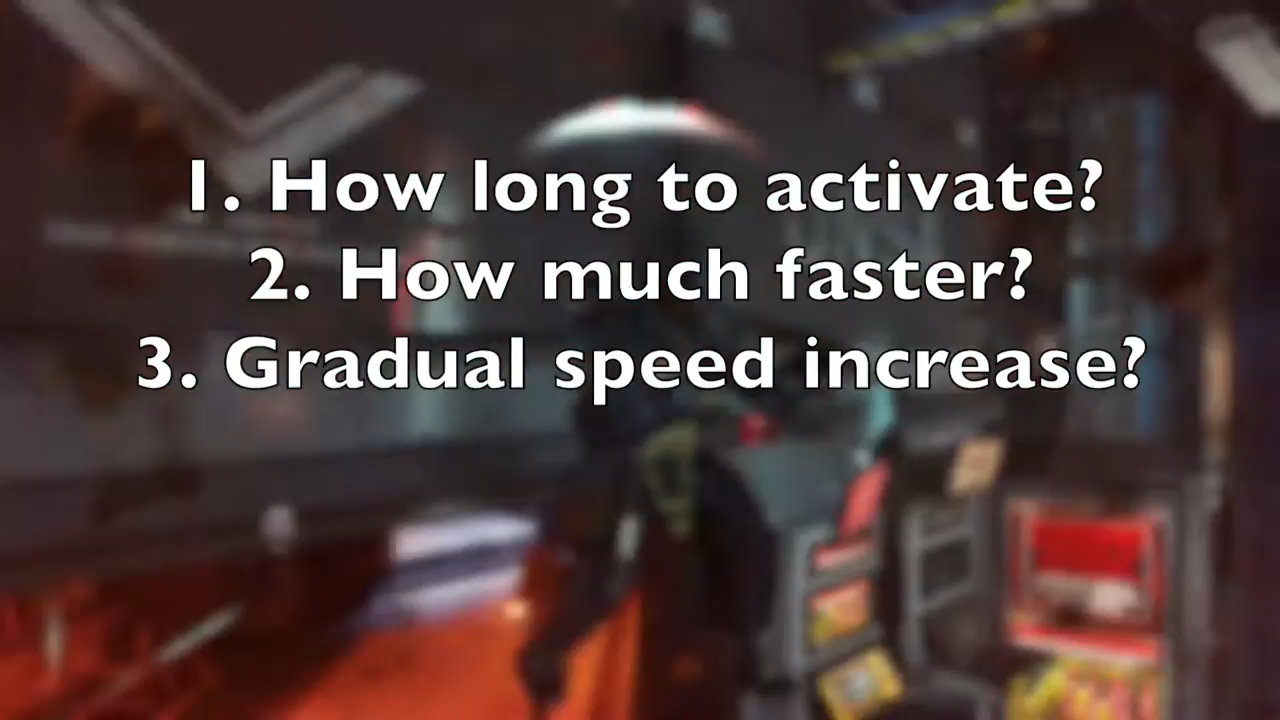 1. How long to activate?
2. How much faster?
3. Gradual speed increase?